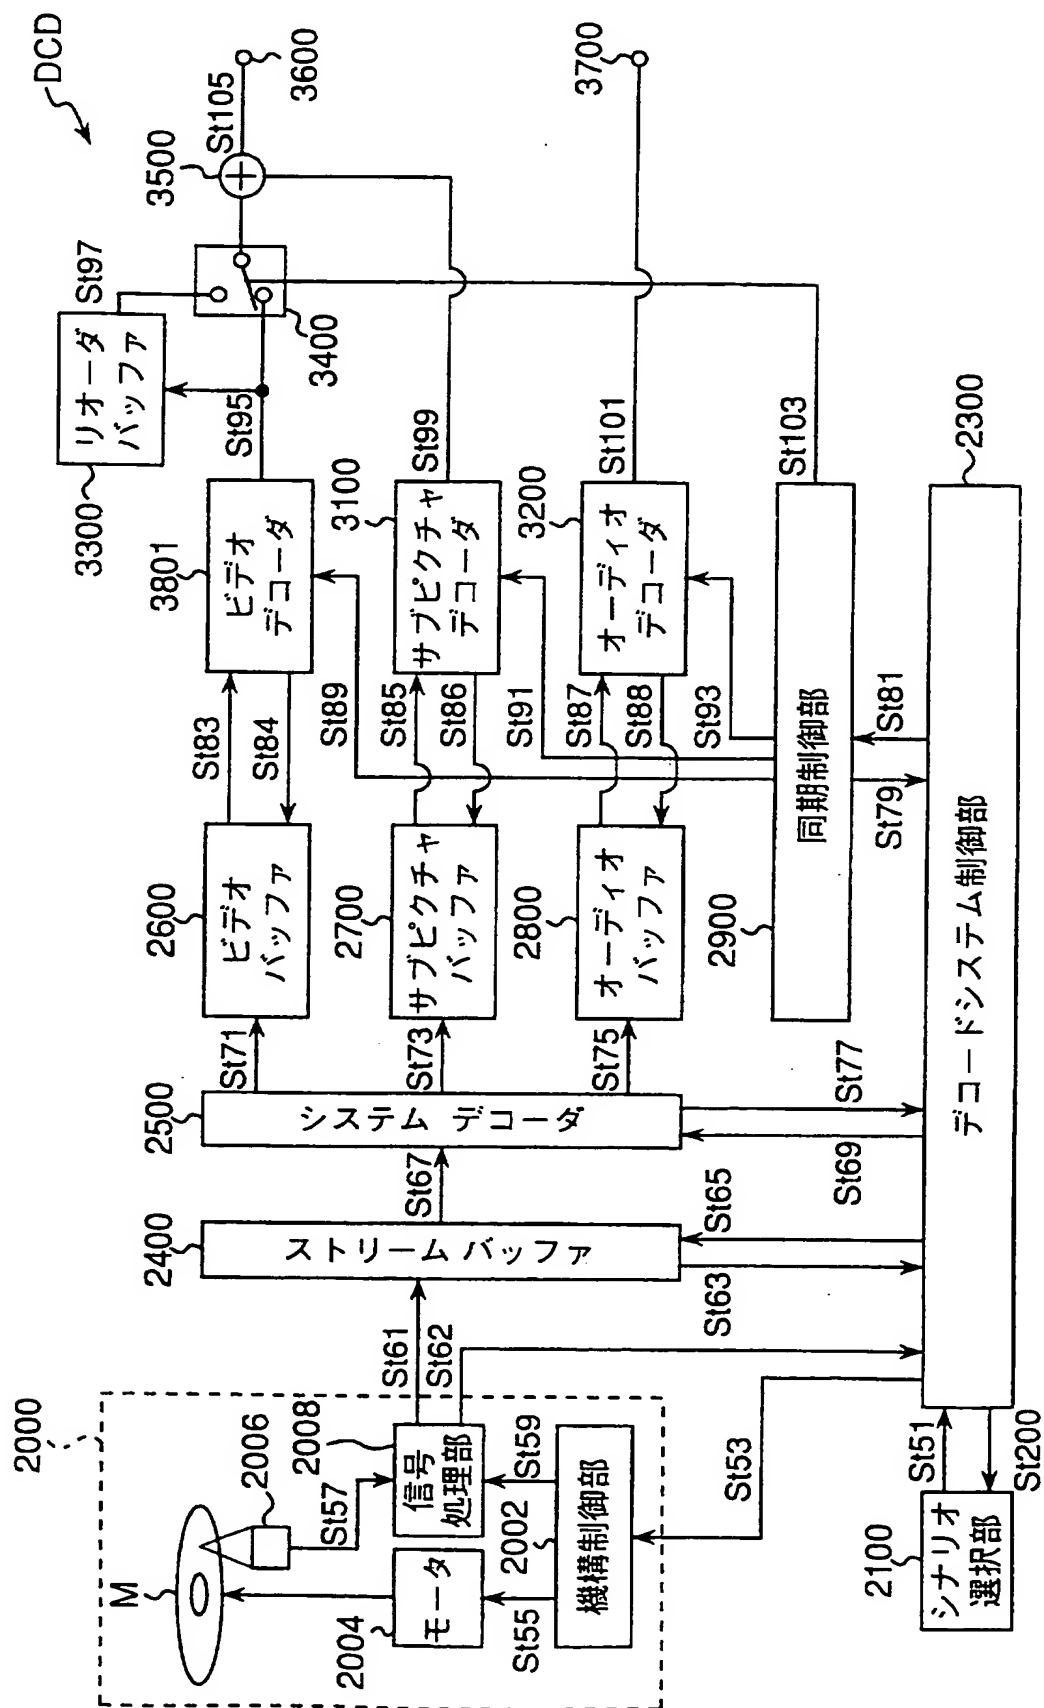 DCD
2000
M
2006
2008
St57
信号
処理部
2004
モータ
St55
2002
St59
機構制御部
St61
St62
St53
2100
シナリオ
選択部
St51
St200
2400
ストリーム バッファ
St63
St65
St67
2500
システム デコーダ
St69
St77
St71
St73
St75
2600
ビデオ
バッファ
2700
サブピクチャ
バッファ
2800
オーディオ
バッファ
2900
同期制御部
St79
St81
St83
St84
St89
St85
St86
St91
St87
St88
St93
3801
ビデオ
デコーダ
3100
サブピクチャ
デコーダ
3200
オーディオ
デコーダ
3300
リオーダ
バッファ
St95
St97
St99
St101
St103
3400
3500
St105
3600
3700
2300
デコードシステム制御部